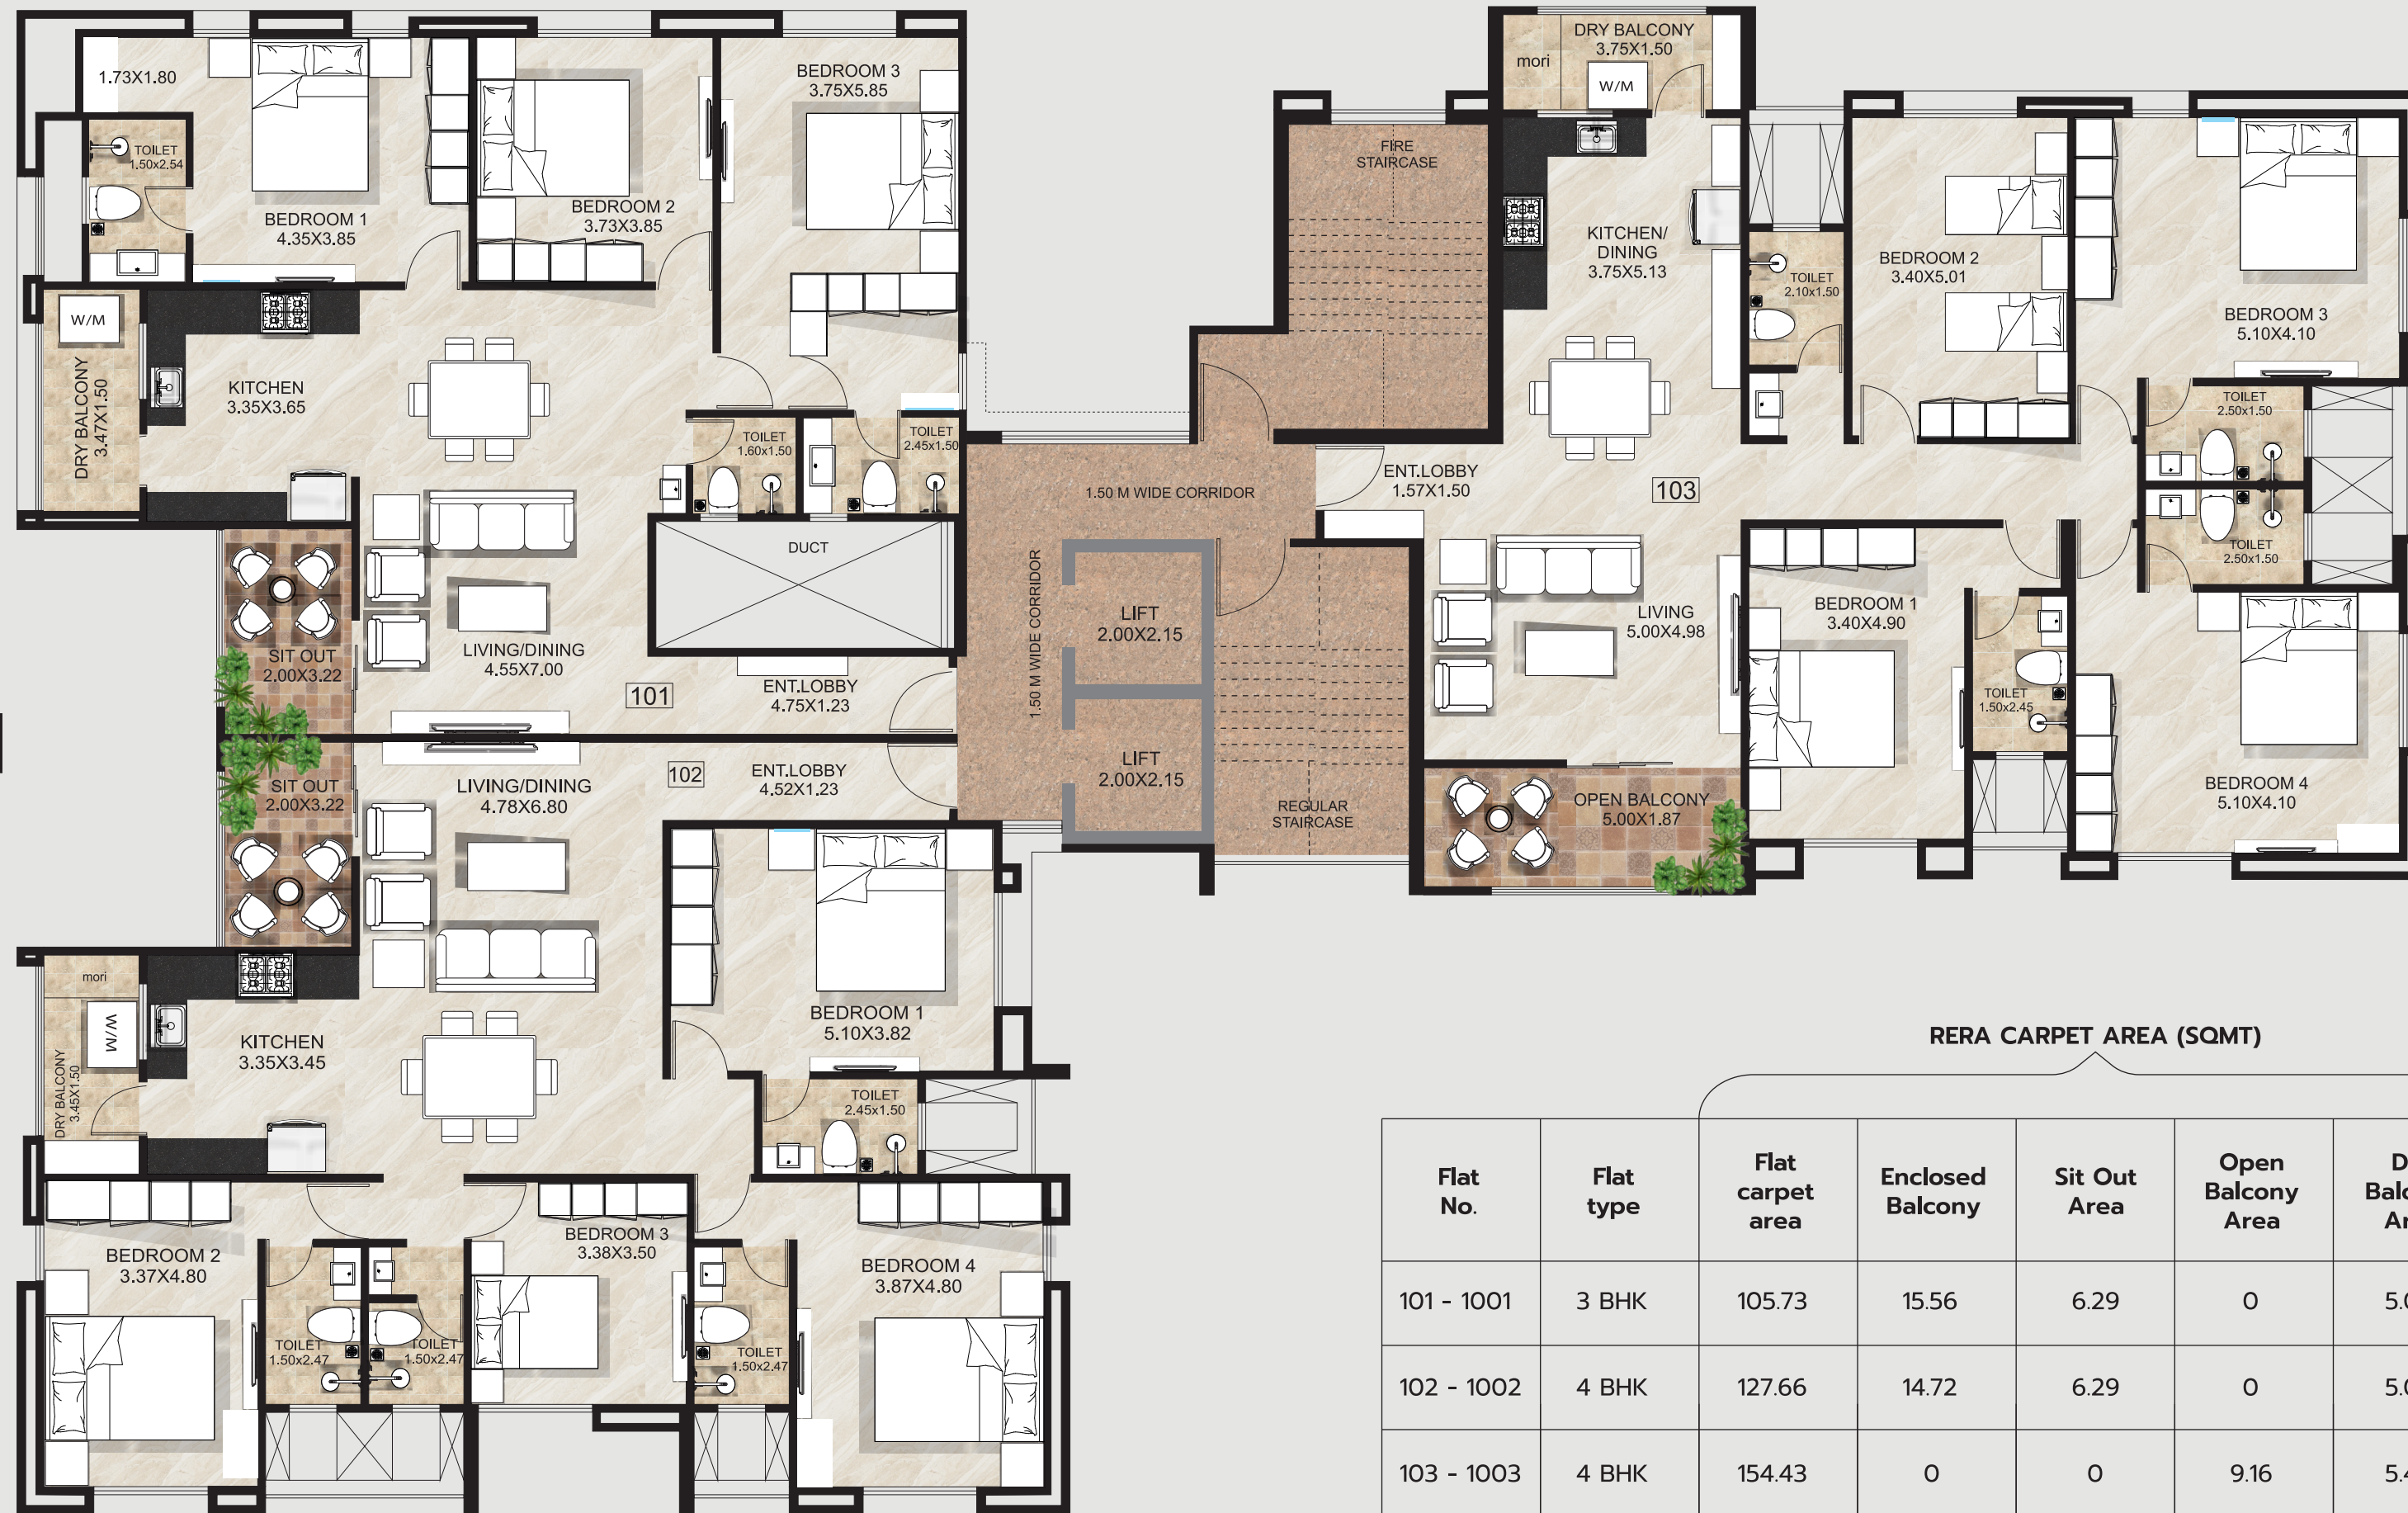 1.73X1.80
TOILET
1.50x2.54
BEDROOM 1
4.35X3.85
BEDROOM 2
3.73X3.85
BEDROOM 3
3.75X5.85
W/M
DRY BALCONY
3.47X1.50
KITCHEN
3.35X3.65
TOILET
1.60x1.50
TOILET
2.45x1.50
DUCT
SIT OUT
2.00X3.22
LIVING/DINING
4.55X7.00
101
ENT.LOBBY
4.75X1.23
SIT OUT
2.00X3.22
LIVING/DINING
4.78X6.80
102
ENT.LOBBY
4.52X1.23
mori
W/M
DRY BALCONY
3.45X1.50
KITCHEN
3.35X3.45
BEDROOM 1
5.10X3.82
TOILET
2.45x1.50
BEDROOM 2
3.37X4.80
TOILET
1.50x2.47
TOILET
1.50x2.47
BEDROOM 3
3.38X3.50
TOILET
1.50x2.47
BEDROOM 4
3.87X4.80
1.50 M WIDE CORRIDOR
1.50 M WIDE CORRIDOR
LIFT
2.00X2.15
LIFT
2.00X2.15
FIRE
STAIRCASE
REGULAR
STAIRCASE
DRY BALCONY
3.75X1.50
mori
W/M
KITCHEN/
DINING
3.75X5.13
TOILET
2.10x1.50
BEDROOM 2
3.40X5.01
BEDROOM 3
5.10X4.10
TOILET
2.50x1.50
TOILET
2.50x1.50
ENT.LOBBY
1.57X1.50
103
LIVING
5.00X4.98
BEDROOM 1
3.40X4.90
TOILET
1.50x2.45
BEDROOM 4
5.10X4.10
OPEN BALCONY
5.00X1.87
RERA CARPET AREA (SQMT)
Flat No. Flat type Flat carpet area Enclosed Balcony Sit Out Area Open Balcony Area
101 - 1001 3 BHK 105.73 15.56 6.29 0
102 - 1002 4 BHK 127.66 14.72 6.29 0
103 - 1003 4 BHK 154.43 0 0 9.16